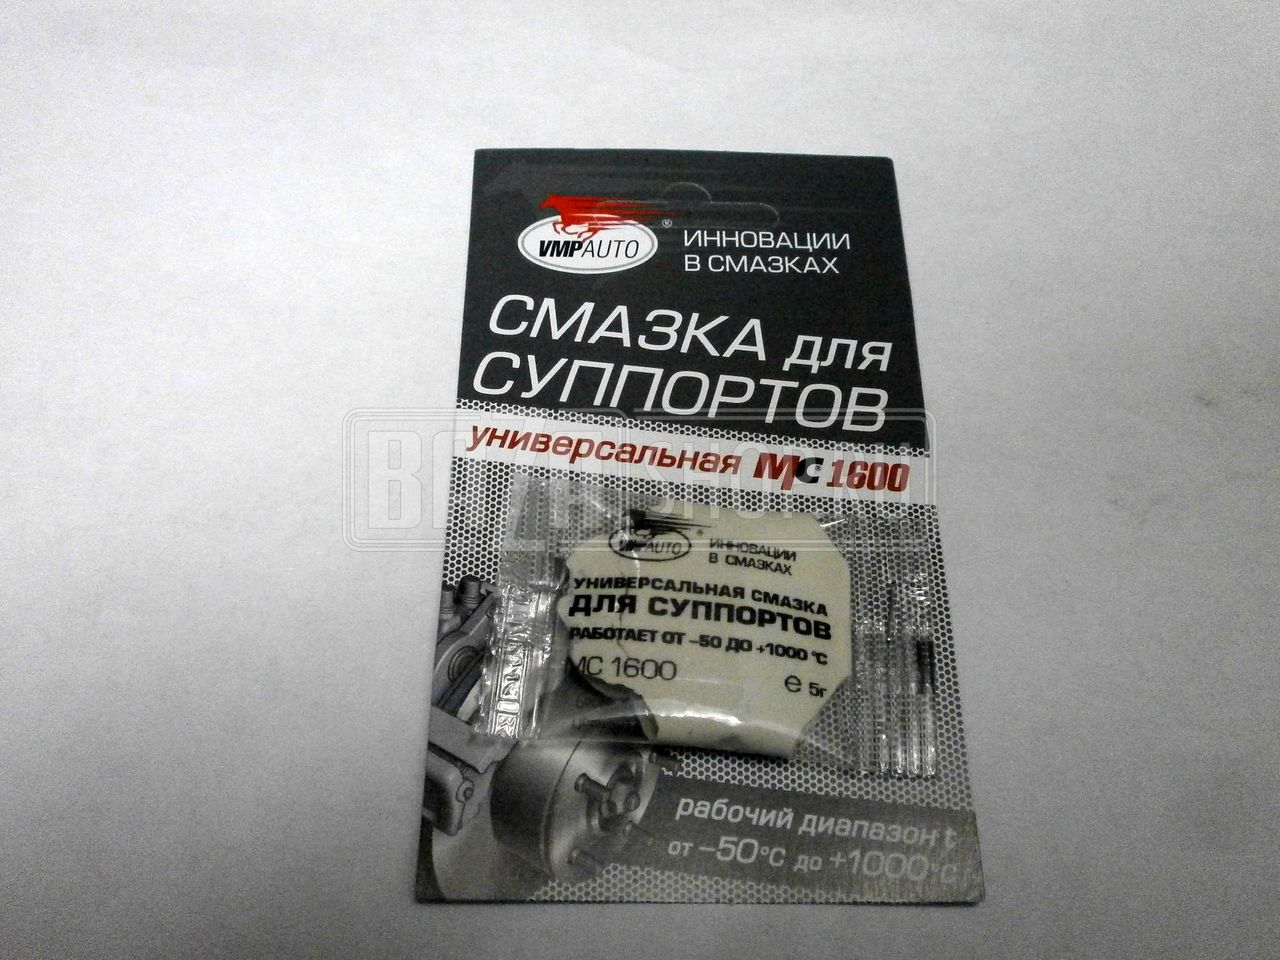 VMPAUTO ®
ИННОВАЦИИ
В СМАЗКАХ
СМАЗКА для
СУППОРТОВ
универсальная МС® 1600
VMPAUTO ®
ИННОВАЦИИ
В СМАЗКАХ
УНИВЕРСАЛЬНАЯ СМАЗКА
ДЛЯ СУППОРТОВ
РАБОТАЕТ ОТ –50 ДО +1000 °С
МС 1600
e 5г
рабочий диапазон t
от –50°С до +1000°С